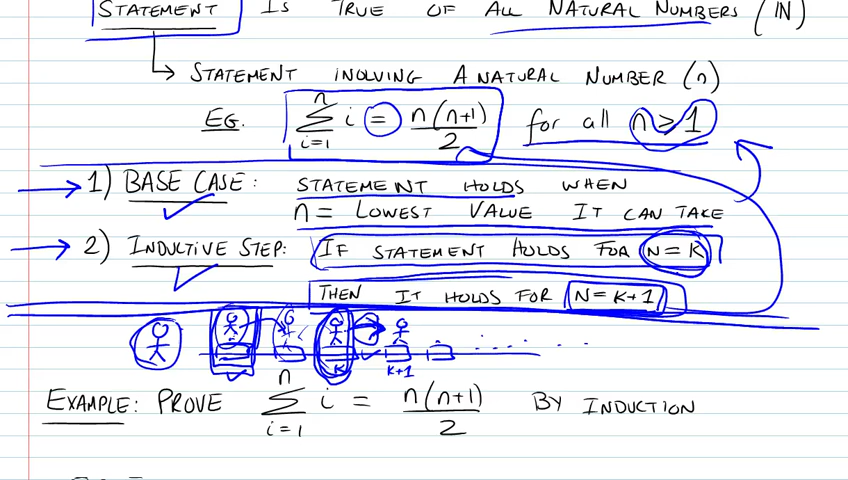 STATEMENT IS TRUE OF ALL NATURAL NUMBERS (IN)
STATEMENT INOLVING A NATURAL NUMBER (n)
EG. n∑i=1 i = n(n+1)/2 for all n ≥ 1
1) BASE CASE: STATEMENT HOLDS WHEN
n = LOWEST VALUE IT CAN TAKE
2) INDUCTIVE STEP: IF STATEMENT HOLDS FOR N = K
THEN IT HOLDS FOR N = K+1
K K+1
EXAMPLE: PROVE n∑i=1 i = n(n+1)/2 BY INDUCTION